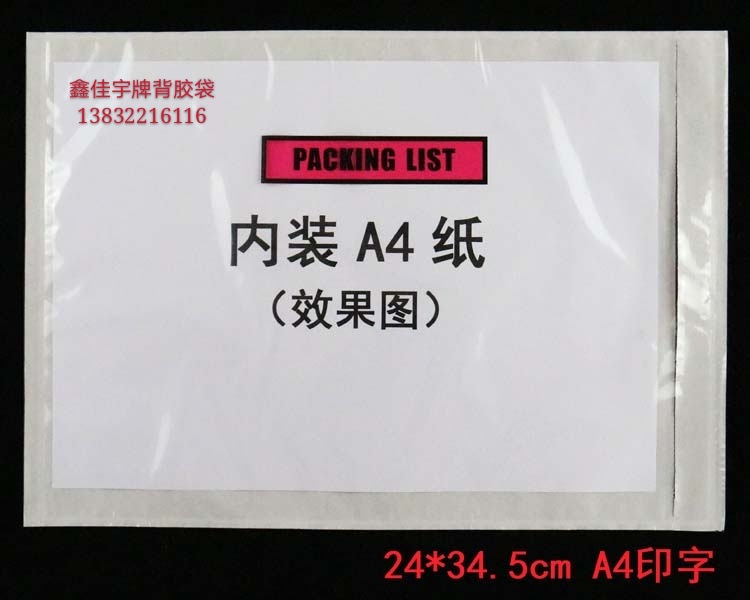 鑫佳宇牌背胶袋
13832216116
PACKING LIST
内装 A4 纸
（效果图）
24*34.5cm A4印字